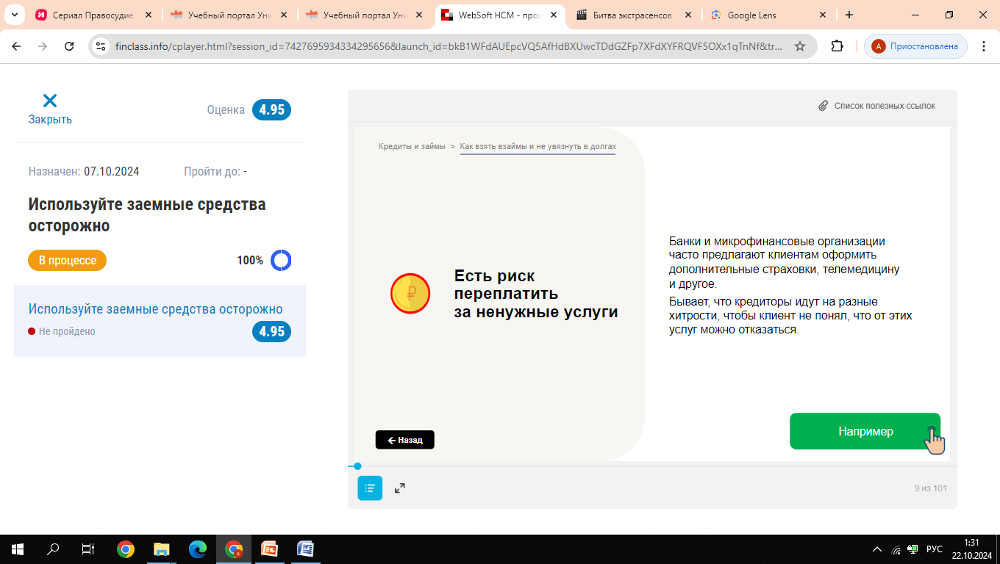 Сериал Правосудие
Учебный портал Уни
Учебный портал Уни
WebSoft HCM - про
Битва экстрасенсов
Google Lens
finclass.info/cplayer.html?session_id=7427695934334295656&launch_id=bkB1WFdAUEpcVQ5AfHdBXUwcTDdGZFp7XFdXYFRQVF5OXx1qTnNf&tr...
А
Приостановлена
Закрыть
Оценка 4.95
Назначен: 07.10.2024 Пройти до: -
Используйте заемные средства
осторожно
В процессе
100%
Используйте заемные средства осторожно
Не пройдено
4.95
Список полезных ссылок
Кредиты и займы > Как взять взаймы и не увязнуть в долгах
Есть риск
переплатить
за ненужные услуги
Банки и микрофинансовые организации
часто предлагают клиентам оформить
дополнительные страховки, телемедицину
и другое.
Бывает, что кредиторы идут на разные
хитрости, чтобы клиент не понял, что от этих
услуг можно отказаться.
Назад
Например
9 из 101
РУС
1:31
22.10.2024